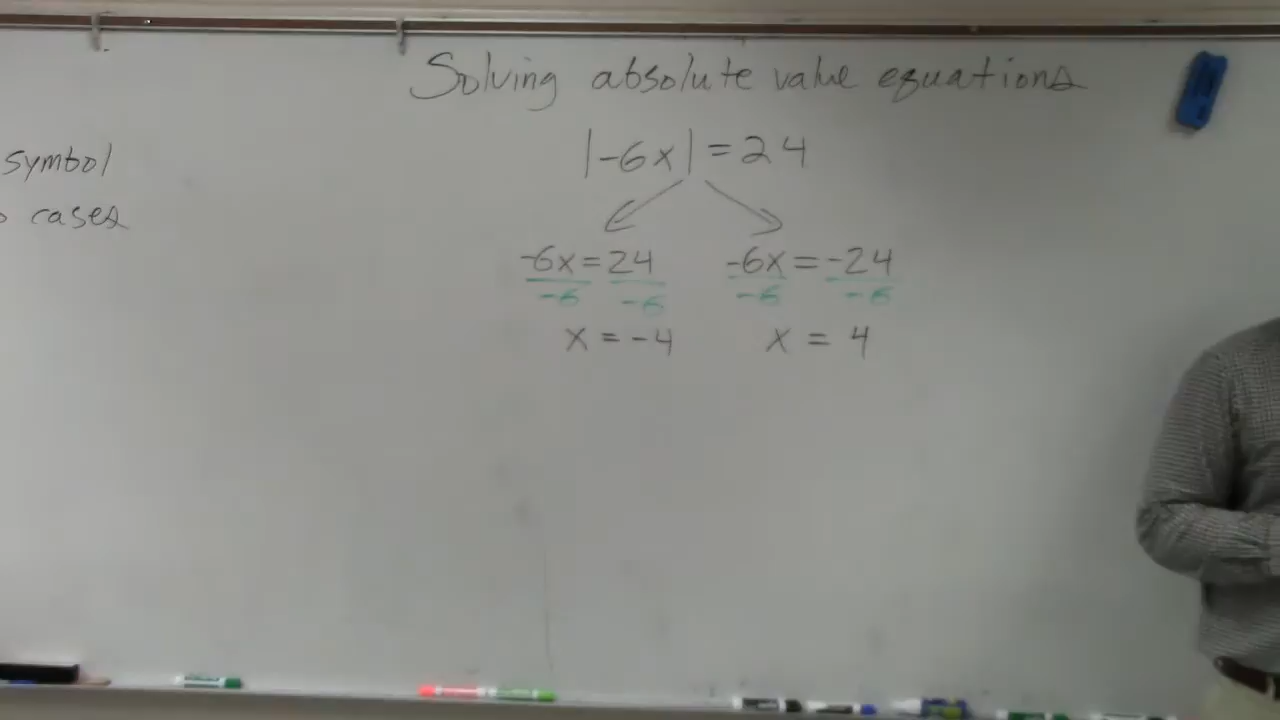 Solving absolute value equations
|-6x| = 24
symbol
cases
-6x = 24 -6x = -24
-6 -6 -6 -6
x = -4 x = 4